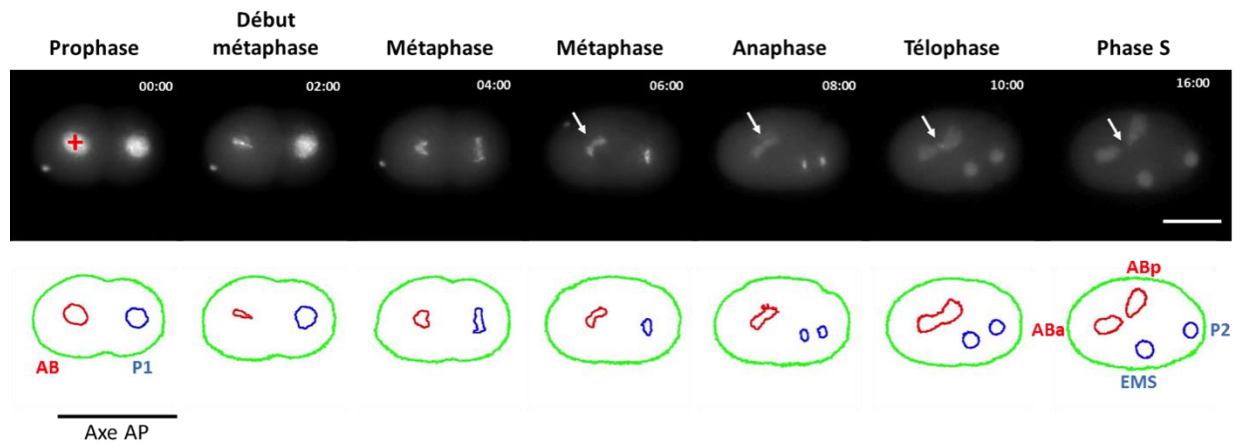 Prophase
Début
métaphase
Métaphase
Métaphase
Anaphase
Télophase
Phase S
00:00
02:00
04:00
06:00
08:00
10:00
16:00
AB
P1
ABp
ABa
P2
EMS
Axe AP